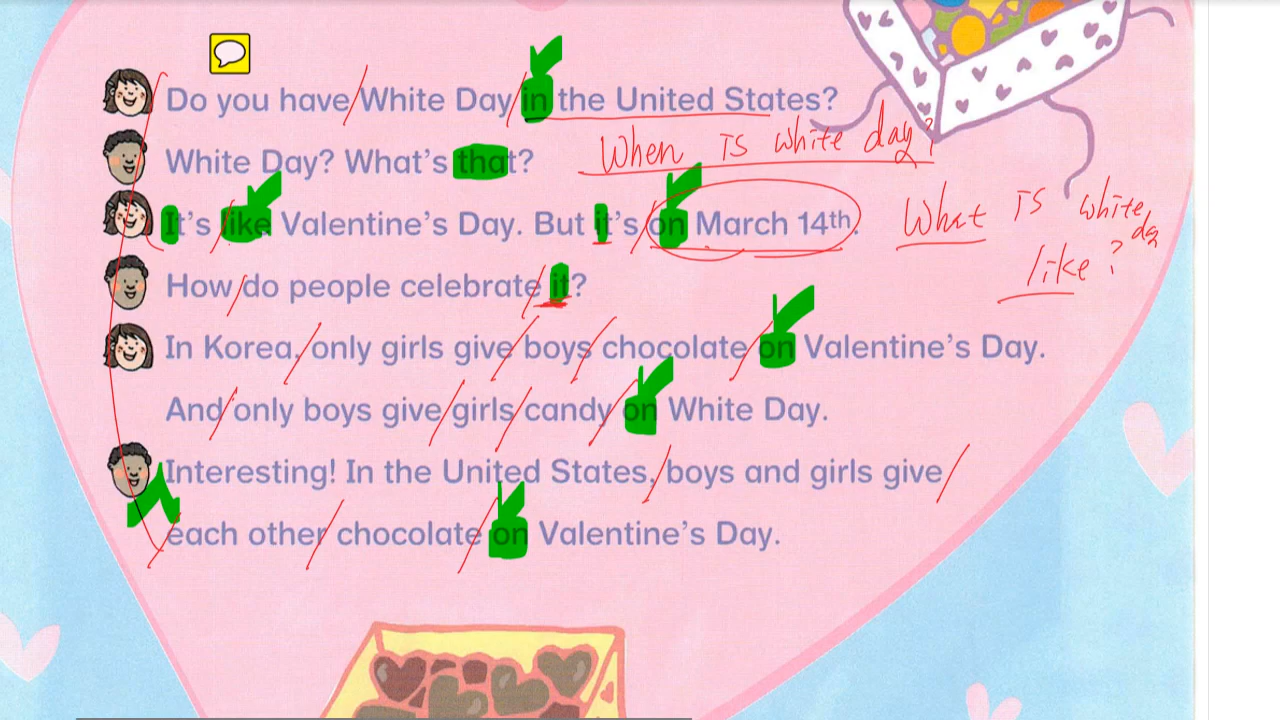 Do you have White Day in the United States?
White Day? What's that?
When is white day?
It's like Valentine's Day. But it's on March 14th.
What is white day
like?
How do people celebrate it?
In Korea, only girls give boys chocolate on Valentine's Day.
And only boys give girls candy on White Day.
Interesting! In the United States, boys and girls give
each other chocolate on Valentine's Day.